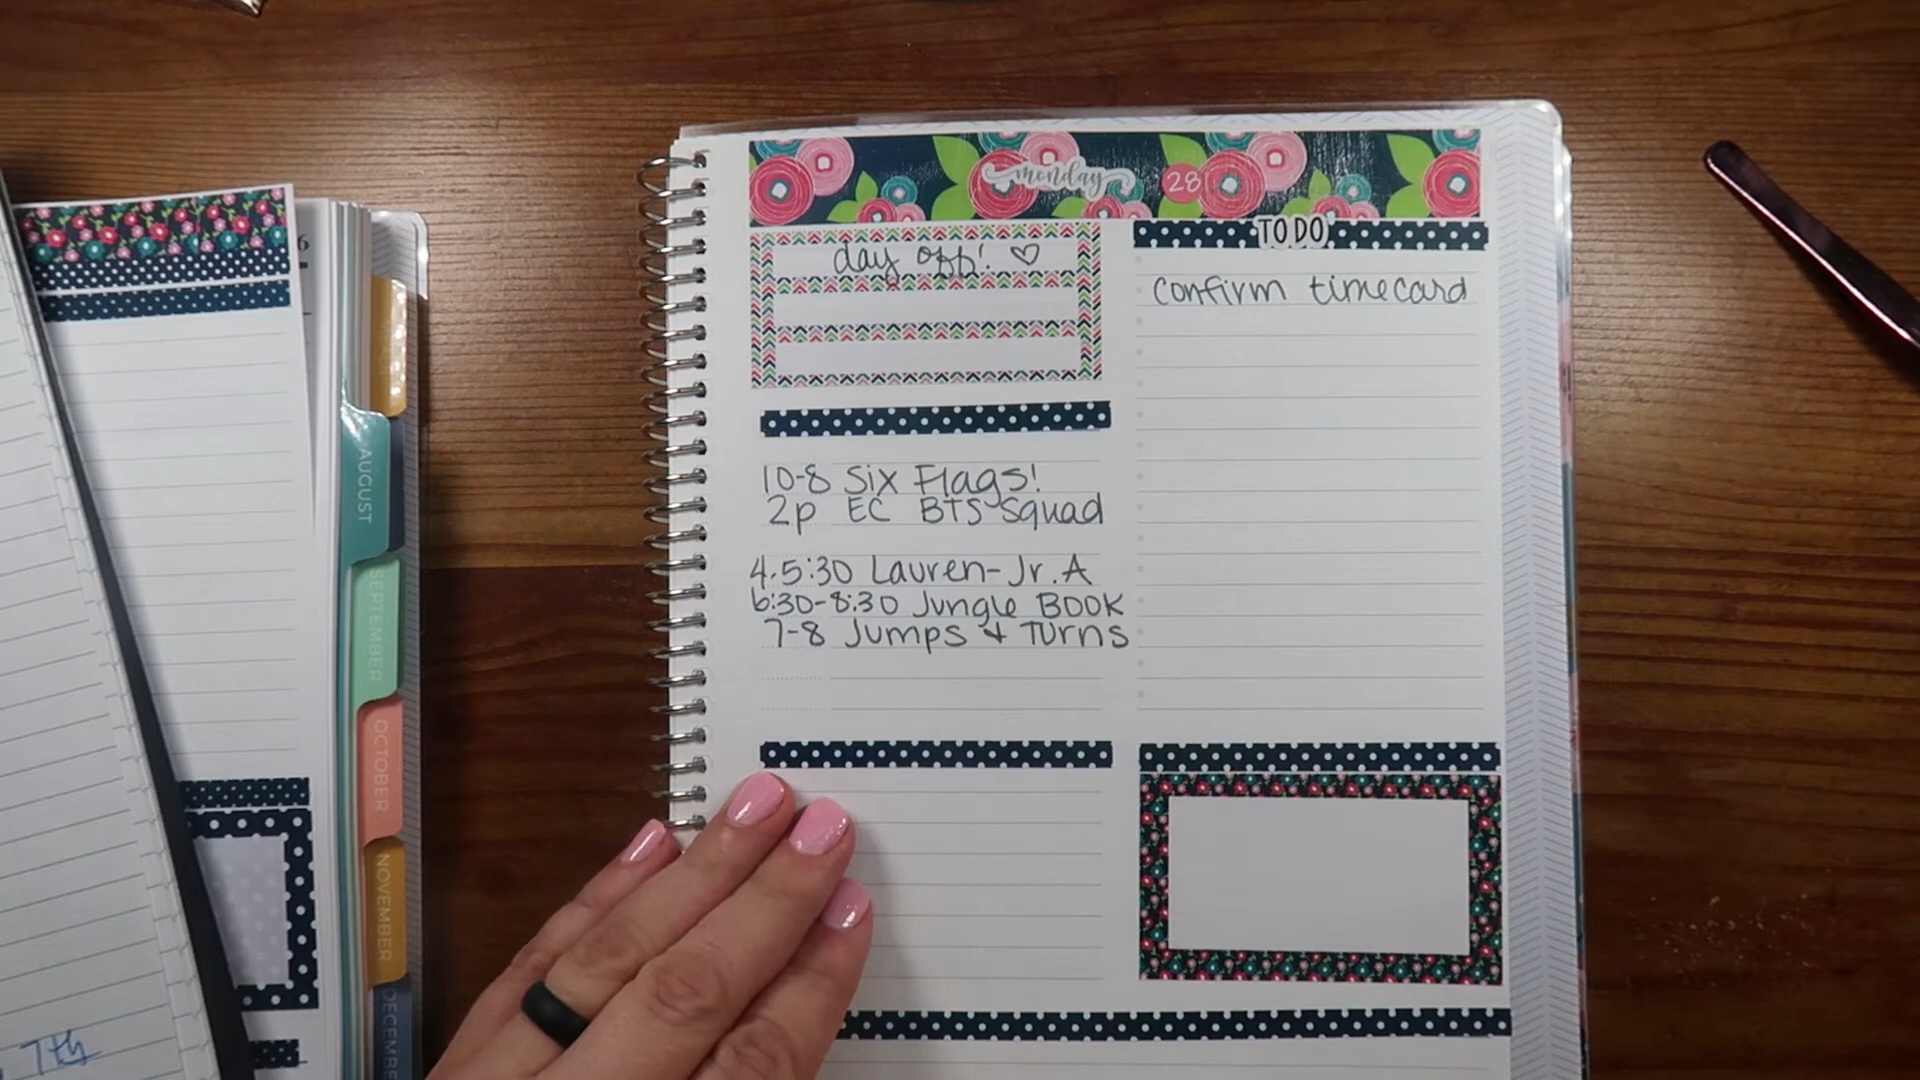 monday 28
day off! ♡
TO DO
confirm timecard
10-8 Six Flags!
2p EC BTS Squad
4-5:30 Lauren-Jr. A
6:30-8:30 Jungle BOOK
7-8 Jumps & Turns
6
AUGUST
SEPTEMBER
OCTOBER
NOVEMBER
DECEMBER
7th